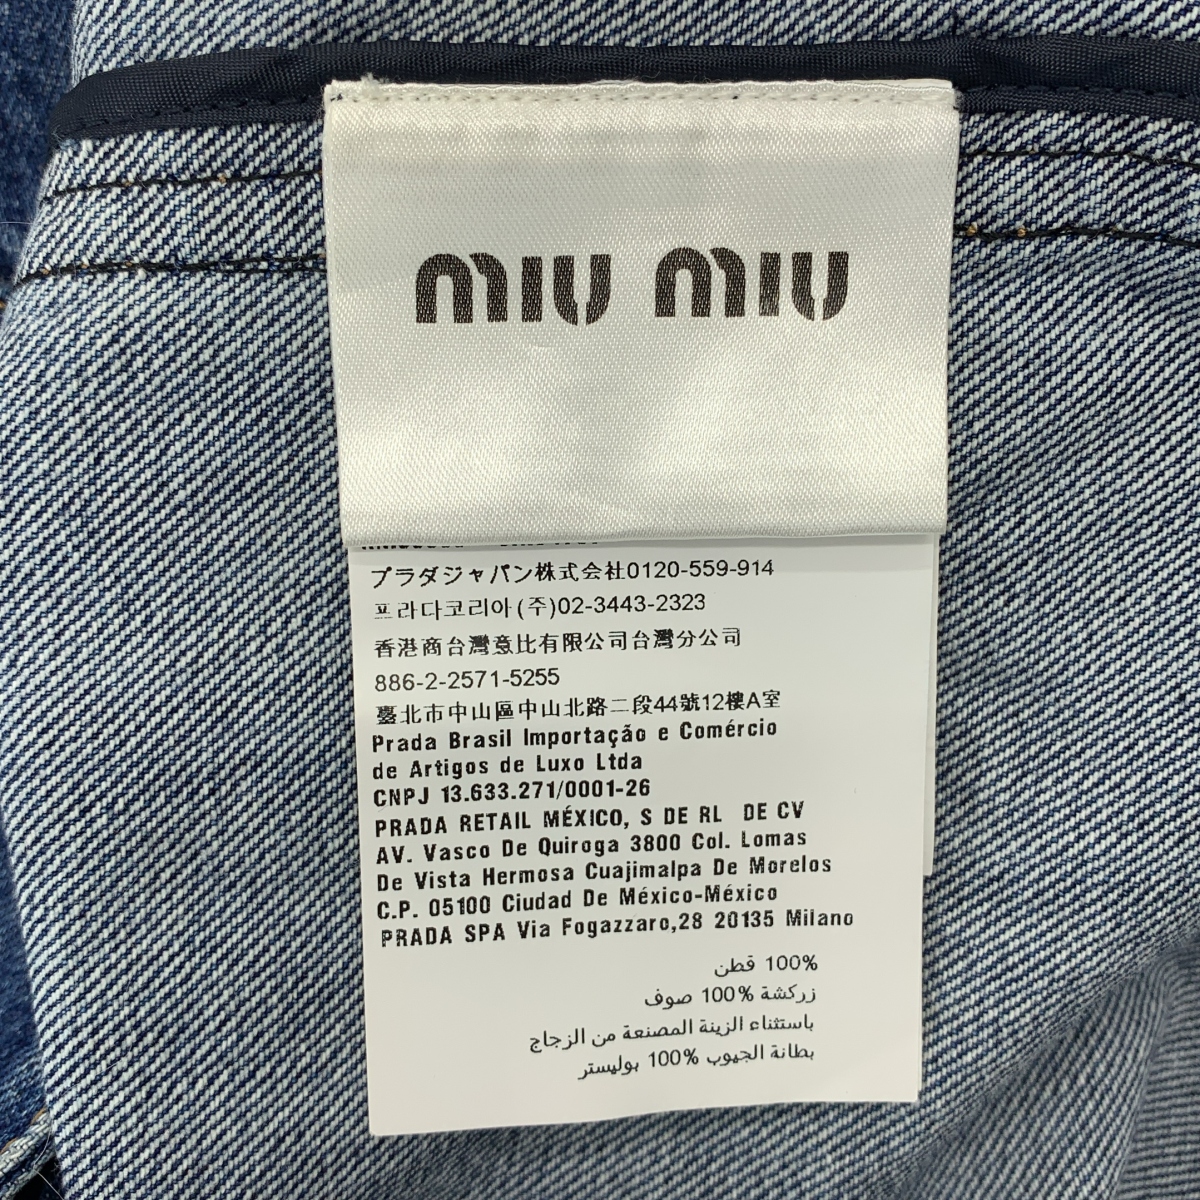 miu miu
プラダジャパン株式会社0120-559-914
프라다코리아(주)02-3443-2323
香港商台灣意比有限公司台灣分公司
886-2-2571-5255
臺北市中山區中山北路二段44號12樓A室
Prada Brasil Importação e Comércio
de Artigos de Luxo Ltda
CNPJ 13.633.271/0001-26
PRADA RETAIL MÉXICO, S DE RL DE CV
AV. Vasco De Quiroga 3800 Col. Lomas
De Vista Hermosa Cuajimalpa De Morelos
C.P. 05100 Ciudad De México-México
PRADA SPA Via Fogazzaro,28 20135 Milano
100% قطن
زركشة 100% صوف
باستثناء الزينة المصنعة من الزجاج
بطانة الجيوب 100% بوليستر